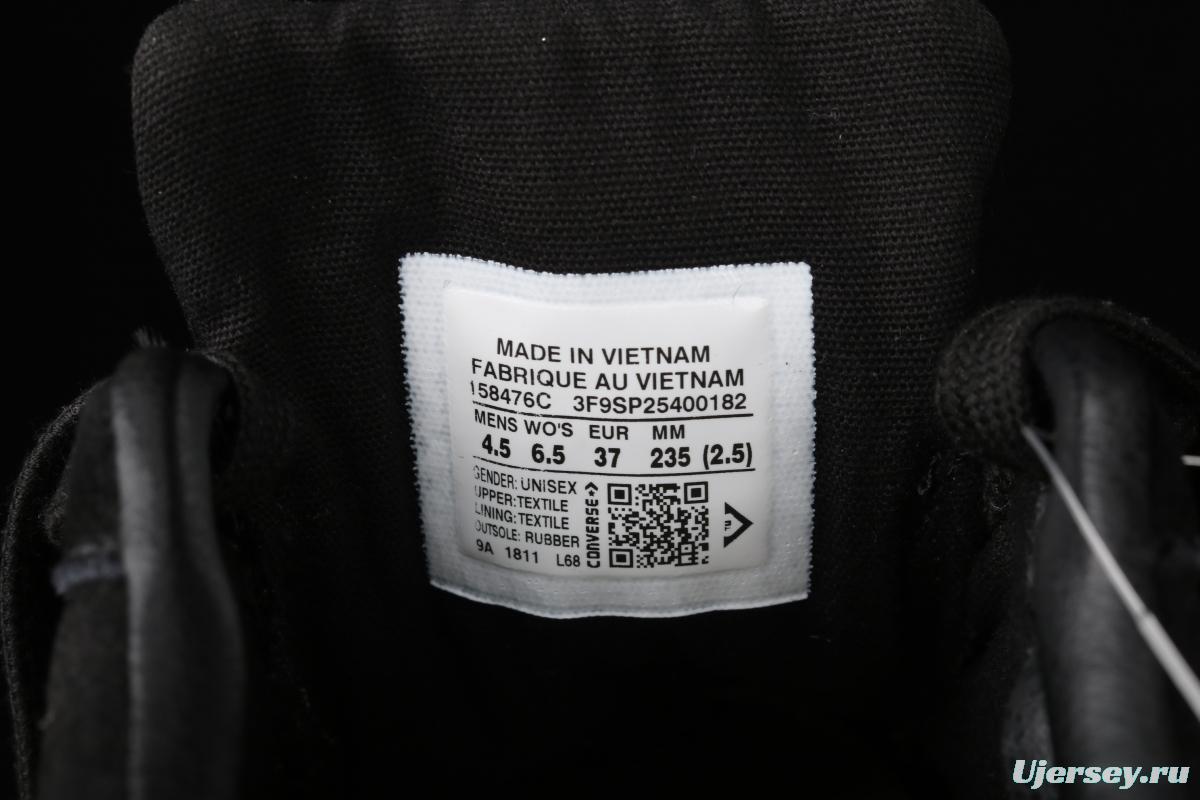 MADE IN VIETNAM
FABRIQUE AU VIETNAM
158476C 3F9SP25400182
MENS WO'S EUR MM
4.5 6.5 37 235 (2.5)
GENDER: UNISEX
UPPER: TEXTILE
LINING: TEXTILE
OUTSOLE: RUBBER
9A 1811 L68
CONVERSE
Ujersey.ru